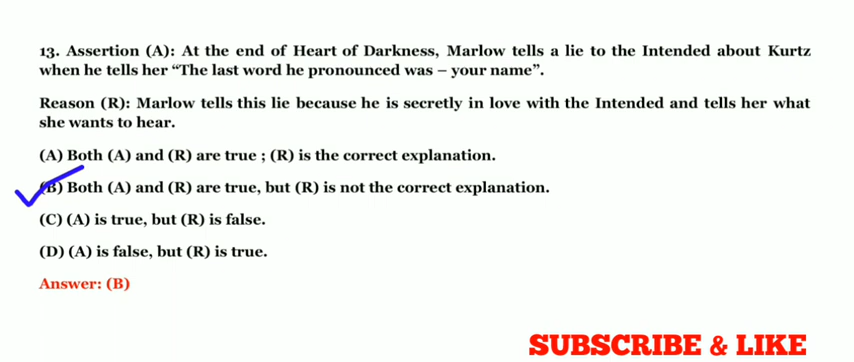 13. Assertion (A): At the end of Heart of Darkness, Marlow tells a lie to the Intended about Kurtz
when he tells her “The last word he pronounced was – your name”.
Reason (R): Marlow tells this lie because he is secretly in love with the Intended and tells her what
she wants to hear.
(A) Both (A) and (R) are true ; (R) is the correct explanation.
(B) Both (A) and (R) are true, but (R) is not the correct explanation.
(C) (A) is true, but (R) is false.
(D) (A) is false, but (R) is true.
Answer: (B)
SUBSCRIBE & LIKE